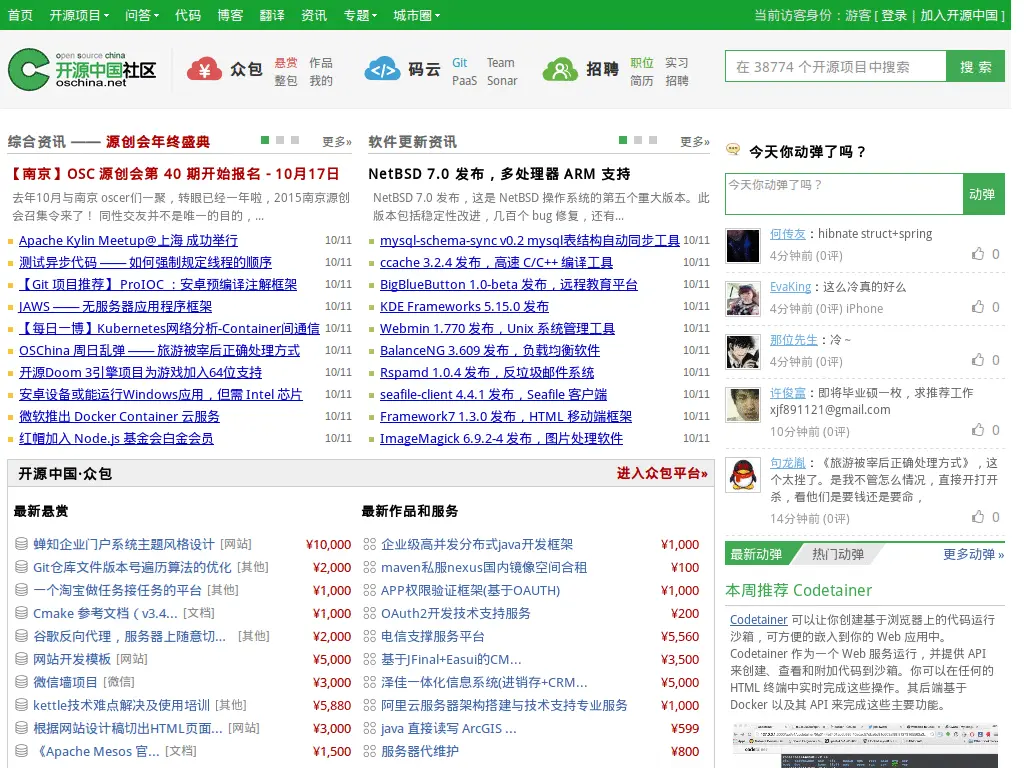 首页 开源项目 问答 代码 博客 翻译 资讯 专题 城市圈 当前访客身份：游客 [ 登录 | 加入开源中国 ]
open source china
开源中国社区
oschina.net
众包 悬赏 作品
整包 我的
码云 Git Team
PaaS Sonar
招聘 职位 实习
简历 招聘
在 38774 个开源项目中搜索 搜 索
综合资讯 —— 源创会年终盛典 更多»
【南京】OSC 源创会第 40 期开始报名 - 10月17日
去年10月与南京 oscer们一聚，转眼已经一年啦，2015南京源创
会召集令来了！ 同性交友并不是唯一的目的，...
Apache Kylin Meetup@上海 成功举行 10/11
测试异步代码 —— 如何强制规定线程的顺序 10/11
【Git 项目推荐】ProIOC ：安卓预编译注解框架 10/11
JAWS —— 无服务器应用程序框架 10/11
【每日一博】Kubernetes网络分析-Container间通信 10/11
OSChina 周日乱弹 —— 旅游被宰后正确处理方式 10/11
开源Doom 3引擎项目为游戏加入64位支持 10/11
安卓设备或能运行Windows应用，但需 Intel 芯片 10/11
微软推出 Docker Container 云服务 10/11
红帽加入 Node.js 基金会白金会员 10/11
软件更新资讯 更多»
NetBSD 7.0 发布，多处理器 ARM 支持
NetBSD 7.0 发布，这是 NetBSD 操作系统的第五个重大版本。此
版本包括稳定性改进，几百个 bug 修复，还有...
mysql-schema-sync v0.2 mysql表结构自动同步工具 10/11
ccache 3.2.4 发布，高速 C/C++ 编译工具 10/11
BigBlueButton 1.0-beta 发布，远程教育平台 10/11
KDE Frameworks 5.15.0 发布 10/11
Webmin 1.770 发布，Unix 系统管理工具 10/11
BalanceNG 3.609 发布，负载均衡软件 10/11
Rspamd 1.0.4 发布，反垃圾邮件系统 10/11
seafile-client 4.4.1 发布，Seafile 客户端 10/11
Framework7 1.3.0 发布，HTML 移动端框架 10/11
ImageMagick 6.9.2-4 发布，图片处理软件 10/11
开源中国·众包 进入众包平台»
最新悬赏
蝉知企业门户系统主题风格设计 [网站] ¥10,000
Git仓库文件版本号遍历算法的优化 [其他] ¥2,000
一个淘宝做任务接任务的平台 [其他] ¥1,000
Cmake 参考文档（v3.4... [文档] ¥1,000
谷歌反向代理，服务器上随意切... [其他] ¥2,000
网站开发模板 [网站] ¥5,000
微信墙项目 [微信] ¥3,000
kettle技术难点解决及使用培训 [其他] ¥5,880
根据网站设计稿切出HTML页面... [网站] ¥3,000
《Apache Mesos 官... [文档] ¥1,500
最新作品和服务
企业级高并发分布式java开发框架 ¥1,000
maven私服nexus国内镜像空间合租 ¥100
APP权限验证框架(基于OAUTH) ¥1,000
OAuth2开发技术支持服务 ¥200
电信支撑服务平台 ¥5,560
基于JFinal+Easui的CM... ¥3,500
泽佳一体化信息系统(进销存+CRM... ¥5,000
阿里云服务器架构搭建与技术支持专业服务 ¥1,000
java 直接读写 ArcGIS ... ¥599
服务器代维护 ¥800
今天你动弹了吗？
今天你动弹了吗？ 动弹
何传友：hibnate struct+spring
4分钟前 (0评) 0
EvaKing：这么冷真的好么
4分钟前 (0评) iPhone 0
那位先生：冷 ~
4分钟前 (0评) 0
许俊富：即将毕业硕一枚，求推荐工作
xjf891121@gmail.com
10分钟前 (0评) 0
句龙胤：《旅游被宰后正确处理方式》，这
个太挫了。是我不管怎么情况，直接开打开
杀，看他们是要钱还是要命，
14分钟前 (0评) 0
最新动弹 热门动弹 更多动弹 »
本周推荐 Codetainer
Codetainer 可以让你创建基于浏览器上的代码运行
沙箱，可方便的嵌入到你的 Web 应用中。
Codetainer 作为一个 Web 服务运行，并提供 API
来创建、查看和附加代码到沙箱。你可以在任何的
HTML 终端中实时完成这些操作。其后端基于
Docker 以及其 API 来完成这些主要功能。